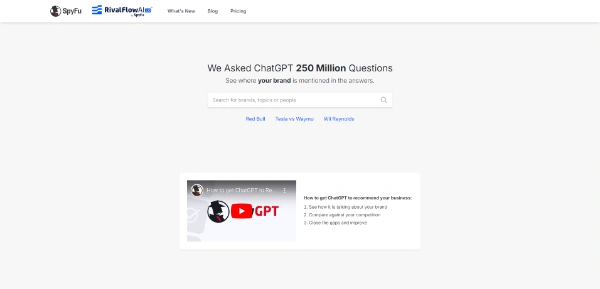 SpyFu
RivalFlowAI
by SpyFu
What's New
Blog
Pricing
We Asked ChatGPT 250 Million Questions
See where your brand is mentioned in the answers.
Search for brands, topics or people
Red Bull
Tesla vs Waymo
Wil Reynolds
How to get ChatGPT to Re...
GPT
How to get ChatGPT to recommend your business:
1. See how it is talking about your brand
2. Compare against your competition
3. Close the gaps and improve